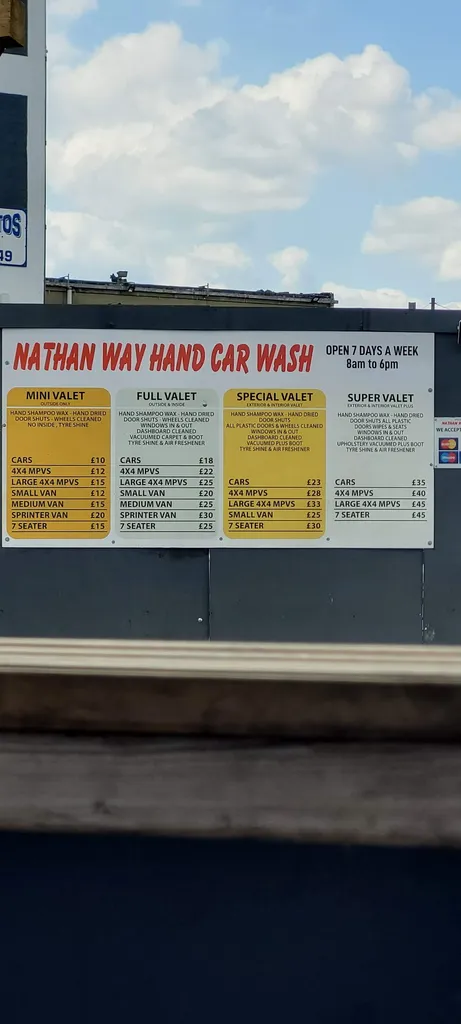 TOS
49
NATHAN WAY HAND CAR WASH
OPEN 7 DAYS A WEEK
8am to 6pm
MINI VALET
OUTSIDE ONLY
HAND SHAMPOO WAX - HAND DRIED
DOOR SHUTS - WHEELS CLEANED
NO INSIDE , TYRE SHINE
CARS £10
4X4 MPVS £12
LARGE 4X4 MPVS £15
SMALL VAN £12
MEDIUM VAN £15
SPRINTER VAN £20
7 SEATER £15
FULL VALET
OUTSIDE & INSIDE
HAND SHAMPOO WAX - HAND DRIED
DOOR SHUTS - WHEELS CLEANED
WINDOWS IN & OUT
DASHBOARD CLEANED
VACUUMED CARPET & BOOT
TYRE SHINE & AIR FRESHENER
CARS £18
4X4 MPVS £22
LARGE 4X4 MPVS £25
SMALL VAN £20
MEDIUM VAN £25
SPRINTER VAN £30
7 SEATER £25
SPECIAL VALET
EXTERIOR & INTERIOR VALET
HAND SHAMPOO WAX - HAND DRIED
DOOR SHUTS
ALL PLASTIC DOORS & WHEELS CLEANED
WINDOWS IN & OUT
DASHBOARD CLEANED
VACUUMED PLUS BOOT
TYRE SHINE & AIR FRESHENER
CARS £23
4X4 MPVS £28
LARGE 4X4 MPVS £33
SMALL VAN £25
7 SEATER £30
SUPER VALET
EXTERIOR & INTERIOR VALET PLUS
HAND SHAMPOO WAX - HAND DRIED
DOOR SHUTS ALL PLASTIC
DOORS WIPES & SEATS
WINDOWS IN & OUT
DASHBOARD CLEANED
UPHOLSTERY VACUUMED PLUS BOOT
TYRE SHINE & AIR FRESHENER
CARS £35
4X4 MPVS £40
LARGE 4X4 MPVS £45
7 SEATER £45
WE ACCEPT